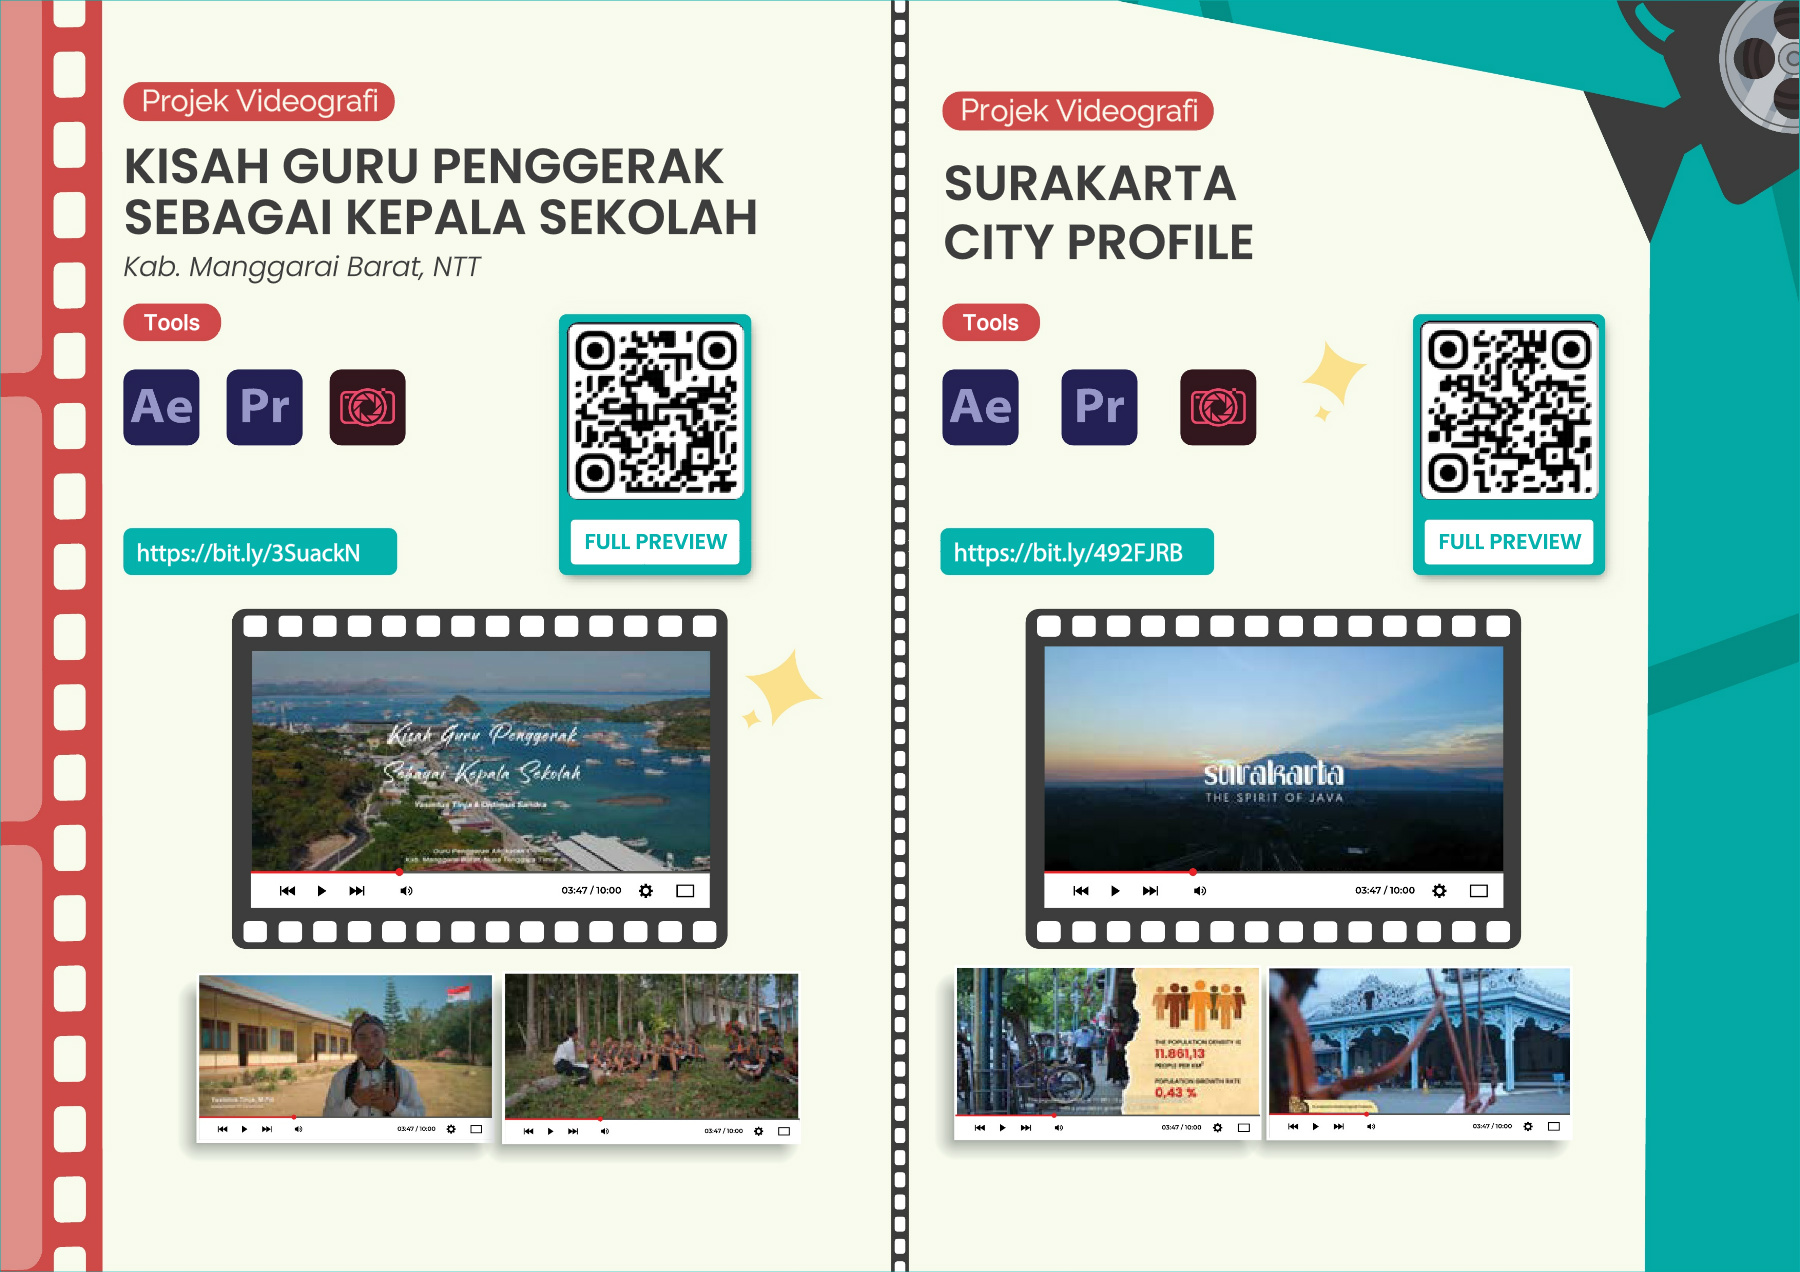 Projek Videografi
KISAH GURU PENGGERAK
SEBAGAI KEPALA SEKOLAH
Kab. Manggarai Barat, NTT
Tools
Ae
Pr
FULL PREVIEW
https://bit.ly/3SuackN
Kisah Guru Penggerak
Sebagai Kepala Sekolah
Yasintus Tinja &
03:47 / 10:00
03:47 / 10:00
03:47 / 10:00
Projek Videografi
SURAKARTA
CITY PROFILE
Tools
Ae
Pr
FULL PREVIEW
https://bit.ly/492FJRB
surakarta
THE SPIRIT OF JAVA
03:47 / 10:00
THE POPULATION DENSITY IS
11.861,13
PEOPLE PER KM²
POPULATION GROWTH RATE
0,43 %
03:47 / 10:00
03:47 / 10:00